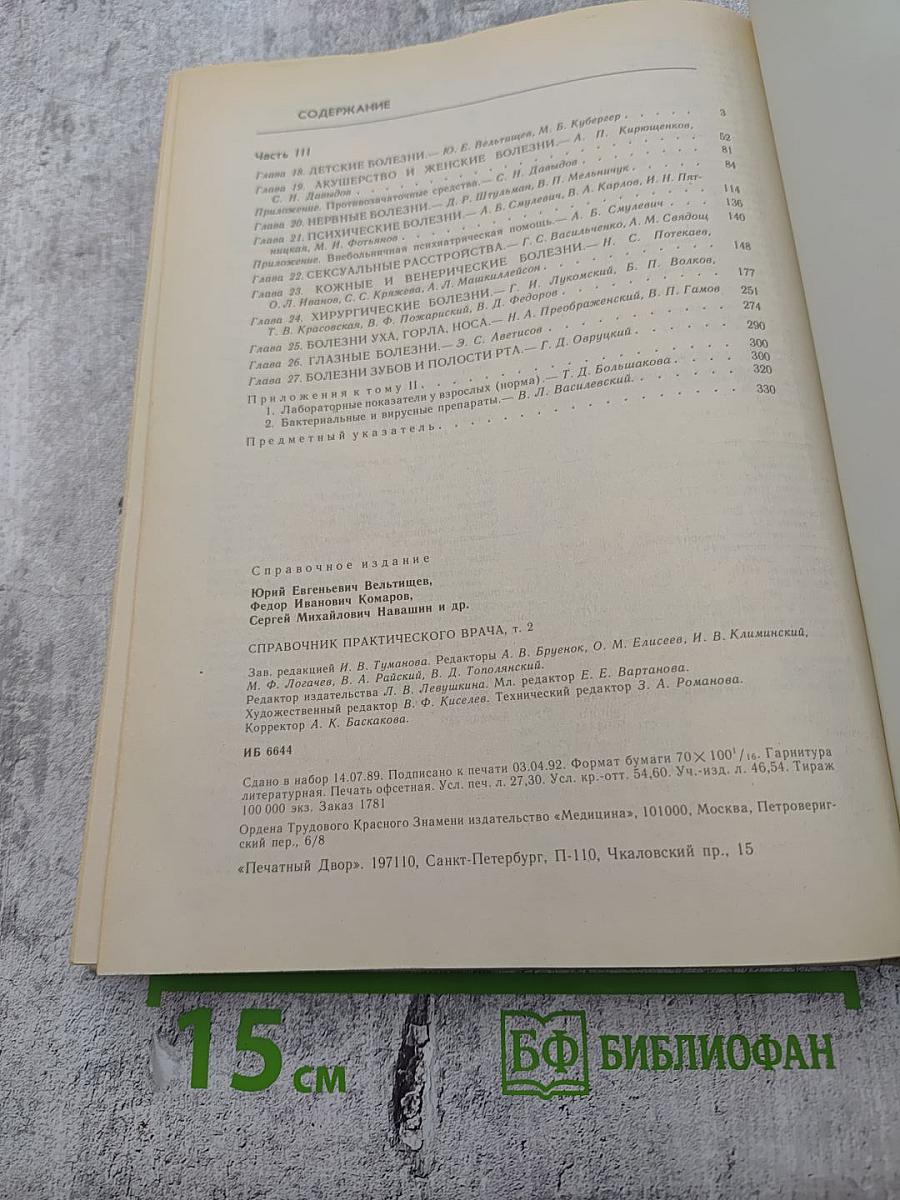 СОДЕРЖАНИЕ
Часть III
Глава 18. ДЕТСКИЕ БОЛЕЗНИ.— Ю. Е. Вельтищев, М. Б. Кубергер . . . . . 3
Глава 19. АКУШЕРСТВО И ЖЕНСКИЕ БОЛЕЗНИ.— А. П. Кирющенков,
С. Н. Давыдов . . . . . 52
Приложение. Противозачаточные средства.— С. Н. Давыдов . . . . . 81
Глава 20. НЕРВНЫЕ БОЛЕЗНИ.— Д. Р. Штульман, В. П. Мельничук . . . . . 84
Глава 21. ПСИХИЧЕСКИЕ БОЛЕЗНИ.— А. Б. Смулевич, В. А. Карлов, И. Н. Пят-
ницкая, М. И. Фотьянов . . . . . 114
Приложение. Внебольничная психиатрическая помощь.— А. Б. Смулевич . . . . . 136
Глава 22. СЕКСУАЛЬНЫЕ РАССТРОЙСТВА.— Г. С. Васильченко, А. М. Свядощ 140
Глава 23. КОЖНЫЕ И ВЕНЕРИЧЕСКИЕ БОЛЕЗНИ.— Н. С. Потекаев,
О. Л. Иванов, С. С. Кряжева, А. Л. Машкиллейсон . . . . . 148
Глава 24. ХИРУРГИЧЕСКИЕ БОЛЕЗНИ.— Г. И. Лукомский, Б. П. Волков,
Т. В. Красовская, В. Ф. Пожариский, В. Д. Федоров . . . . . 177
Глава 25. БОЛЕЗНИ УХА, ГОРЛА, НОСА.— Н. А. Преображенский, В. П. Гамов 251
Глава 26. ГЛАЗНЫЕ БОЛЕЗНИ.— Э. С. Аветисов . . . . . 274
Глава 27. БОЛЕЗНИ ЗУБОВ И ПОЛОСТИ РТА.— Г. Д. Овруцкий . . . . . 290
Приложения к тому II . . . . . 300
1. Лабораторные показатели у взрослых (норма).— Т. Д. Большакова . . . . . 300
2. Бактериальные и вирусные препараты.— В. Л. Василевский. . . . . 320
Предметный указатель . . . . . 330
Справочное издание
Юрий Евгеньевич Вельтищев,
Федор Иванович Комаров,
Сергей Михайлович Навашин и др.
СПРАВОЧНИК ПРАКТИЧЕСКОГО ВРАЧА, т. 2
Зав. редакцией И. В. Туманова. Редакторы А. В. Бруенок, О. М. Елисеев, И. В. Климинский,
М. Ф. Логачев, В. А. Райский, В. Д. Тополянский.
Редактор издательства Л. В. Левушкина. Мл. редактор Е. Е. Вартанова.
Художественный редактор В. Ф. Киселев. Технический редактор З. А. Романова.
Корректор А. К. Баскакова.
ИБ 6644
Сдано в набор 14.07.89. Подписано к печати 03.04.92. Формат бумаги 70×100¹/₁₆. Гарнитура
литературная. Печать офсетная. Усл. печ. л. 27,30. Усл. кр.-отт. 54,60. Уч.-изд. л. 46,54. Тираж
100 000 экз. Заказ 1781
Ордена Трудового Красного Знамени издательство «Медицина», 101000, Москва, Петровериг-
ский пер., 6/8
«Печатный Двор». 197110, Санкт-Петербург, П-110, Чкаловский пр., 15
15 см
БФ БИБЛИОФАН